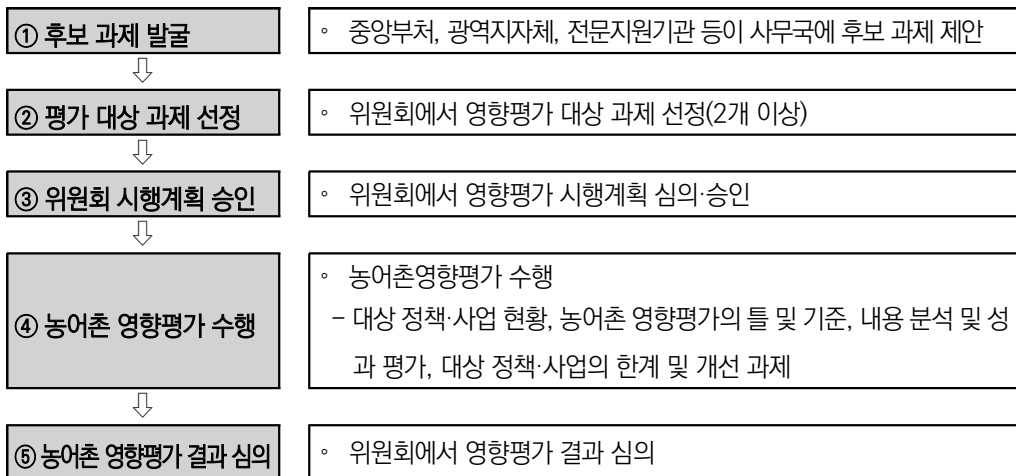 ① 후보 과제 발굴
◦ 중앙부처, 광역지자체, 전문지원기관 등이 사무국에 후보 과제 제안
② 평가 대상 과제 선정
◦ 위원회에서 영향평가 대상 과제 선정(2개 이상)
③ 위원회 시행계획 승인
◦ 위원회에서 영향평가 시행계획 심의·승인
④ 농어촌 영향평가 수행
◦ 농어촌영향평가 수행
- 대상 정책·사업 현황, 농어촌 영향평가의 틀 및 기준, 내용 분석 및 성
과 평가, 대상 정책·사업의 한계 및 개선 과제
⑤ 농어촌 영향평가 결과 심의
◦ 위원회에서 영향평가 결과 심의